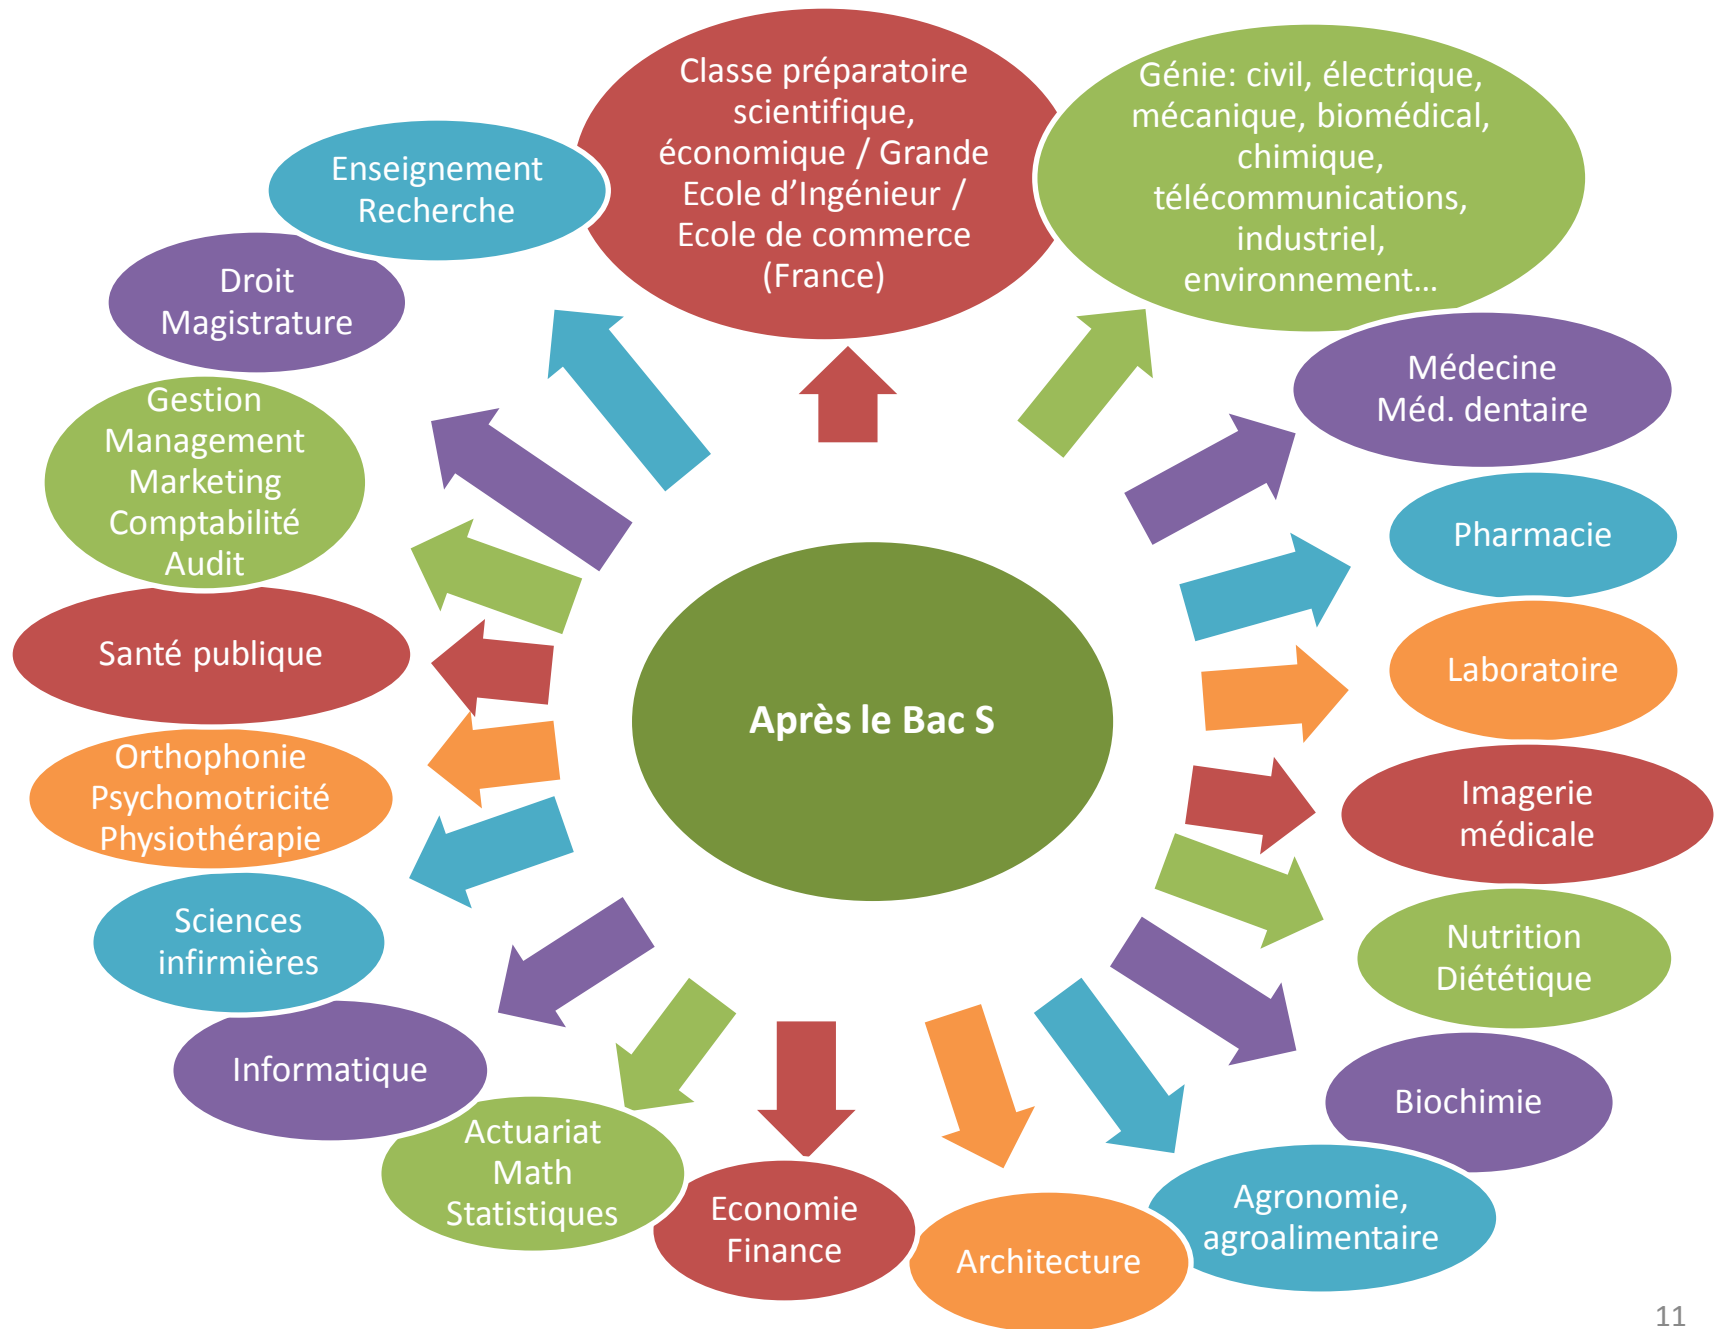 Classe préparatoire
scientifique,
économique / Grande
Ecole d’Ingénieur /
Ecole de commerce
(France)
Génie: civil, électrique,
mécanique, biomédical,
chimique,
télécommunications,
industriel,
environnement…
Médecine
Méd. dentaire
Pharmacie
Laboratoire
Imagerie
médicale
Nutrition
Diététique
Biochimie
Agronomie,
agroalimentaire
Architecture
Economie
Finance
Actuariat
Math
Statistiques
Informatique
Sciences
infirmières
Orthophonie
Psychomotricité
Physiothérapie
Santé publique
Gestion
Management
Marketing
Comptabilité
Audit
Droit
Magistrature
Enseignement
Recherche
Après le Bac S
11